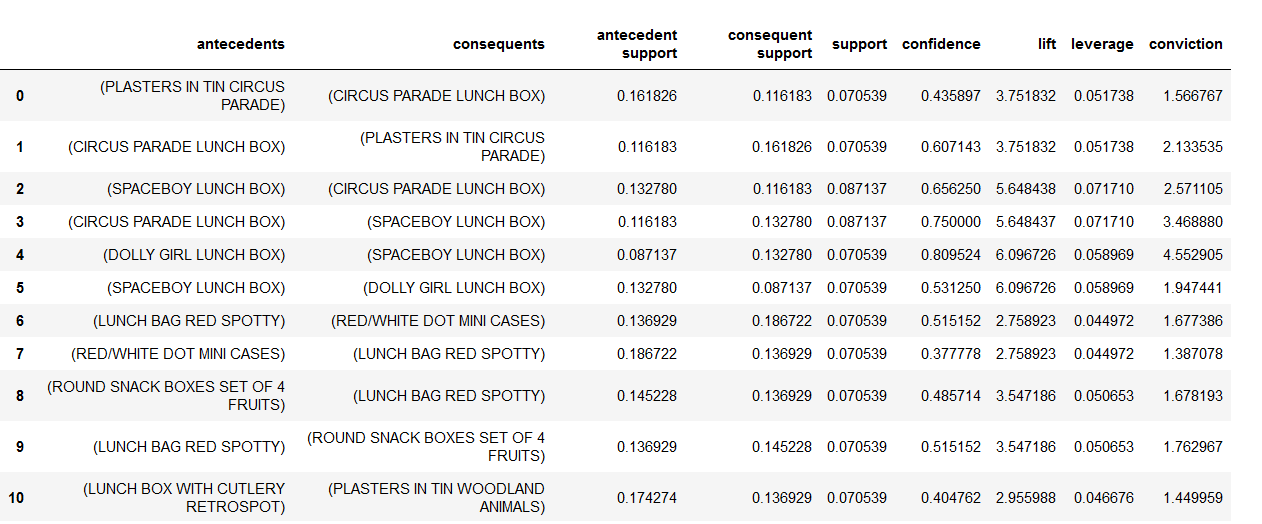 antecedents consequents antecedent support consequent support support confidence lift leverage conviction
0 (PLASTERS IN TIN CIRCUS PARADE) (CIRCUS PARADE LUNCH BOX) 0.161826 0.116183 0.070539 0.435897 3.751832 0.051738 1.566767
1 (CIRCUS PARADE LUNCH BOX) (PLASTERS IN TIN CIRCUS PARADE) 0.116183 0.161826 0.070539 0.607143 3.751832 0.051738 2.133535
2 (SPACEBOY LUNCH BOX) (CIRCUS PARADE LUNCH BOX) 0.132780 0.116183 0.087137 0.656250 5.648438 0.071710 2.571105
3 (CIRCUS PARADE LUNCH BOX) (SPACEBOY LUNCH BOX) 0.116183 0.132780 0.087137 0.750000 5.648437 0.071710 3.468880
4 (DOLLY GIRL LUNCH BOX) (SPACEBOY LUNCH BOX) 0.087137 0.132780 0.070539 0.809524 6.096726 0.058969 4.552905
5 (SPACEBOY LUNCH BOX) (DOLLY GIRL LUNCH BOX) 0.132780 0.087137 0.070539 0.531250 6.096726 0.058969 1.947441
6 (LUNCH BAG RED SPOTTY) (RED/WHITE DOT MINI CASES) 0.136929 0.186722 0.070539 0.515152 2.758923 0.044972 1.677386
7 (RED/WHITE DOT MINI CASES) (LUNCH BAG RED SPOTTY) 0.186722 0.136929 0.070539 0.377778 2.758923 0.044972 1.387078
8 (ROUND SNACK BOXES SET OF 4 FRUITS) (LUNCH BAG RED SPOTTY) 0.145228 0.136929 0.070539 0.485714 3.547186 0.050653 1.678193
9 (LUNCH BAG RED SPOTTY) (ROUND SNACK BOXES SET OF 4 FRUITS) 0.136929 0.145228 0.070539 0.515152 3.547186 0.050653 1.762967
10 (LUNCH BOX WITH CUTLERY RETROSPOT) (PLASTERS IN TIN WOODLAND ANIMALS) 0.174274 0.136929 0.070539 0.404762 2.955988 0.046676 1.449959